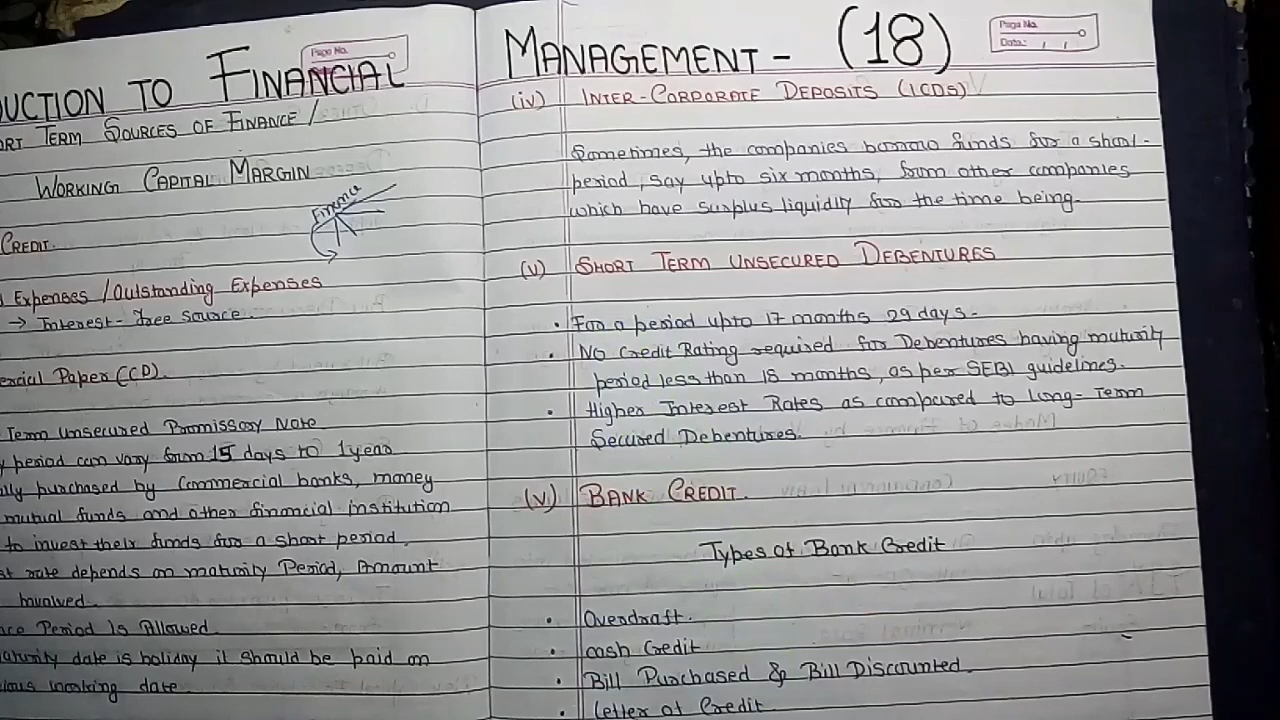 Page No.
UCTION TO FINANCIAL
ORT TERM SOURCES OF FINANCE /
WORKING CAPITAL MARGIN
Finance
CREDIT.
Expenses / Outstanding Expenses
→ Interest-free source.
ercial Paper (CP).
Term Unsecured Promissory Note
y period can vary from 15 days to 1 year
lly purchased by Commercial banks, money
mutual funds and other financial institution
to invest their funds for a short period.
st rate depends on maturity Period, Amount
Involved.
ce Period Is Allowed.
aturity date is holiday it should be paid on
ious working date.
Page No.
Date: / /
MANAGEMENT - (18)
(iv) INTER-CORPORATE DEPOSITS (ICDS)
Sometimes, the companies borrow funds for a short-
period, say upto six months, from other companies
which have surplus liquidity for the time being.
(v) SHORT TERM UNSECURED DEBENTURES
• For a period upto 17 months 29 days.
• No Credit Rating required for Debentures having muturity
period less than 18 months, as per SEBI guidelines.
• Higher Interest Rates as compared to Long-Term
Secured Debentures.
(v) BANK CREDIT.
Types of Bank Credit
• Overdraft.
• cash Credit
• Bill Purchased & Bill Discounted.
• Letter of Credit